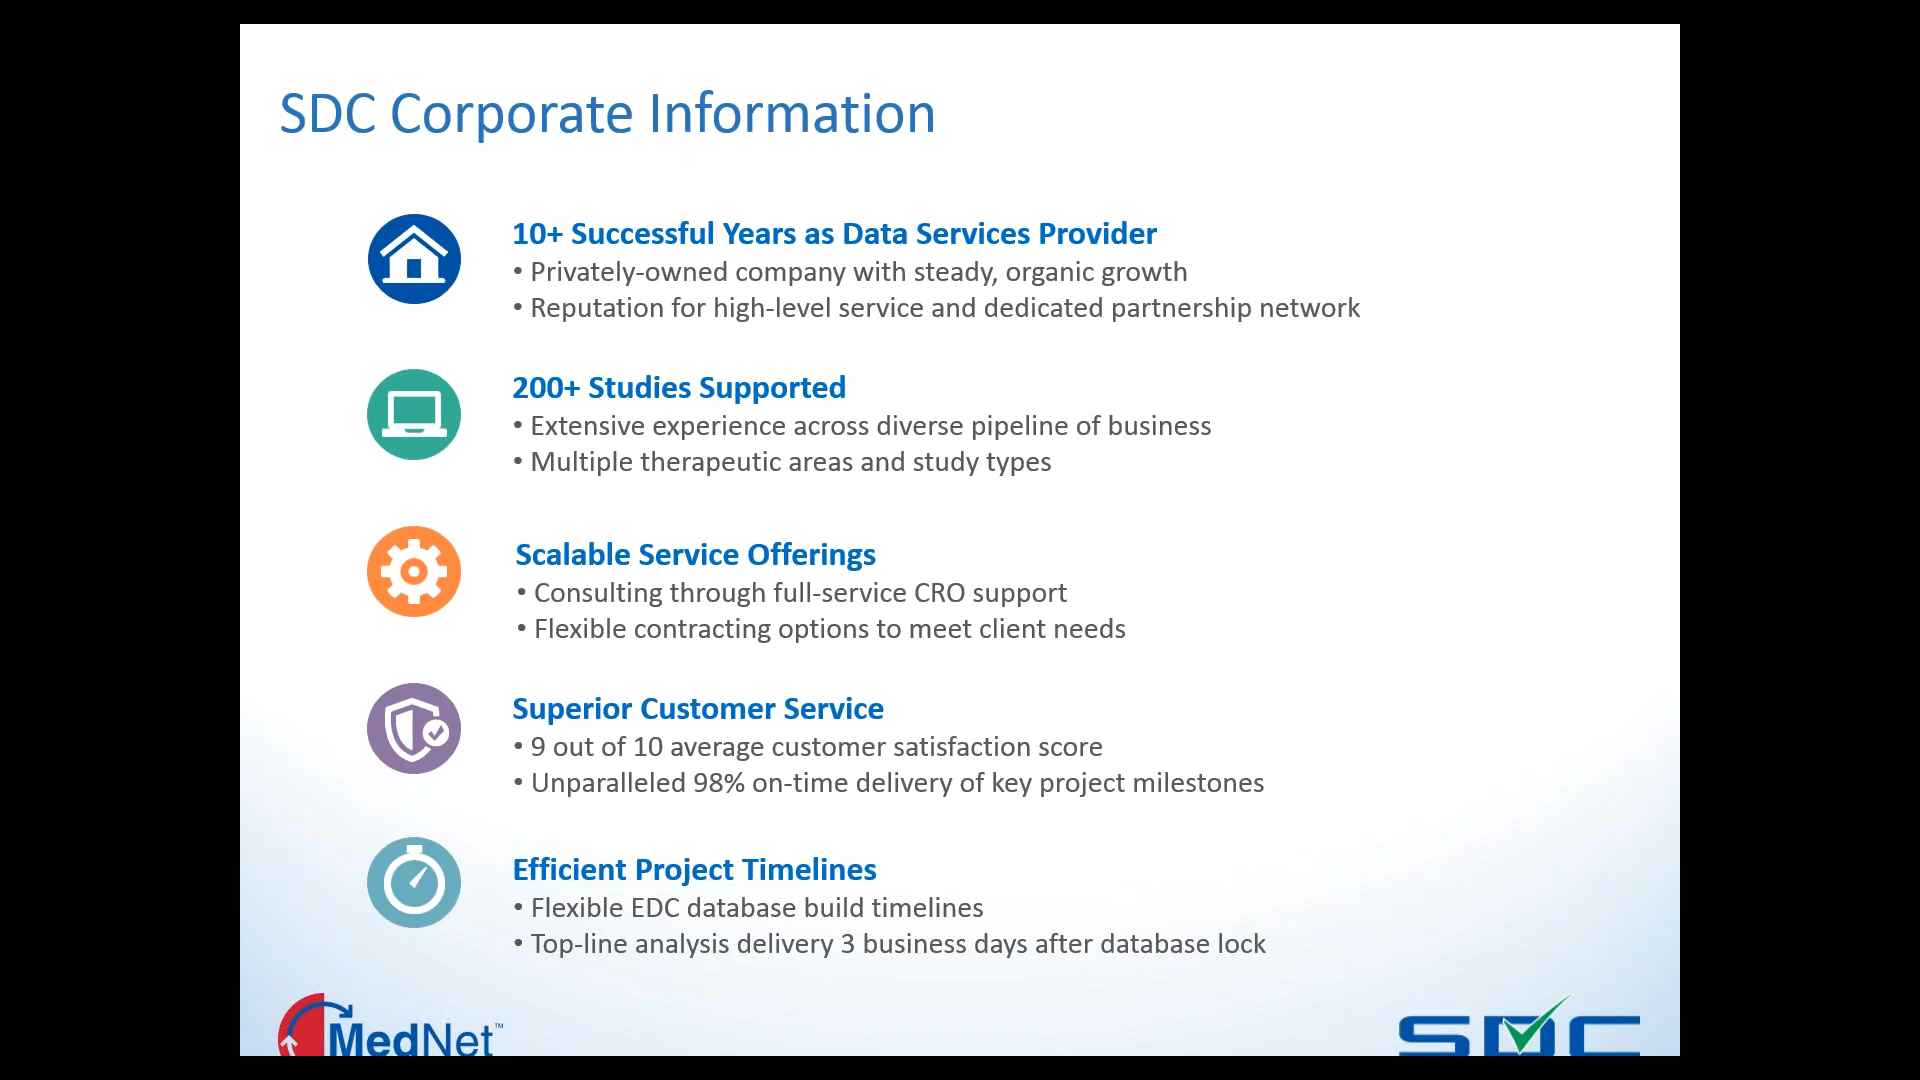 SDC Corporate Information
10+ Successful Years as Data Services Provider
• Privately-owned company with steady, organic growth
• Reputation for high-level service and dedicated partnership network
200+ Studies Supported
• Extensive experience across diverse pipeline of business
• Multiple therapeutic areas and study types
Scalable Service Offerings
• Consulting through full-service CRO support
• Flexible contracting options to meet client needs
Superior Customer Service
• 9 out of 10 average customer satisfaction score
• Unparalleled 98% on-time delivery of key project milestones
Efficient Project Timelines
• Flexible EDC database build timelines
• Top-line analysis delivery 3 business days after database lock
MedNet™
SDC